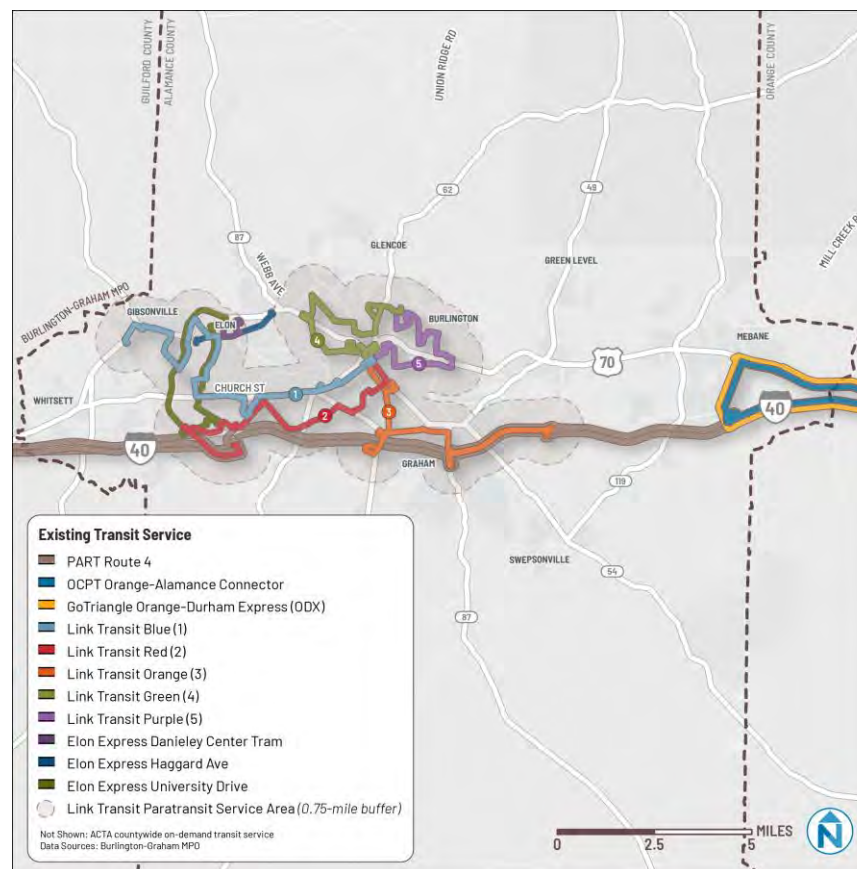 GUILFORD COUNTY
ALAMANCE COUNTY
UNION RIDGE RD
ORANGE COUNTY
62
49
87
WEBB AVE
GLENCOE
GREEN LEVEL
BURLINGTON-GRAHAM MPO
GIBSONVILLE
ELON
BURLINGTON
MEBANE
4
5
70
WHITSETT
CHURCH ST
1
2
3
40
40
GRAHAM
119
SWEPSONVILLE
54
87
Existing Transit Service
PART Route 4
OCPT Orange-Alamance Connector
GoTriangle Orange-Durham Express (ODX)
Link Transit Blue (1)
Link Transit Red (2)
Link Transit Orange (3)
Link Transit Green (4)
Link Transit Purple (5)
Elon Express Danieley Center Tram
Elon Express Haggard Ave
Elon Express University Drive
Link Transit Paratransit Service Area (0.75-mile buffer)
Not Shown: ACTA countywide on-demand transit service
Data Sources: Burlington-Graham MPO
MILES
0 2.5 5
N
MILL CREEK